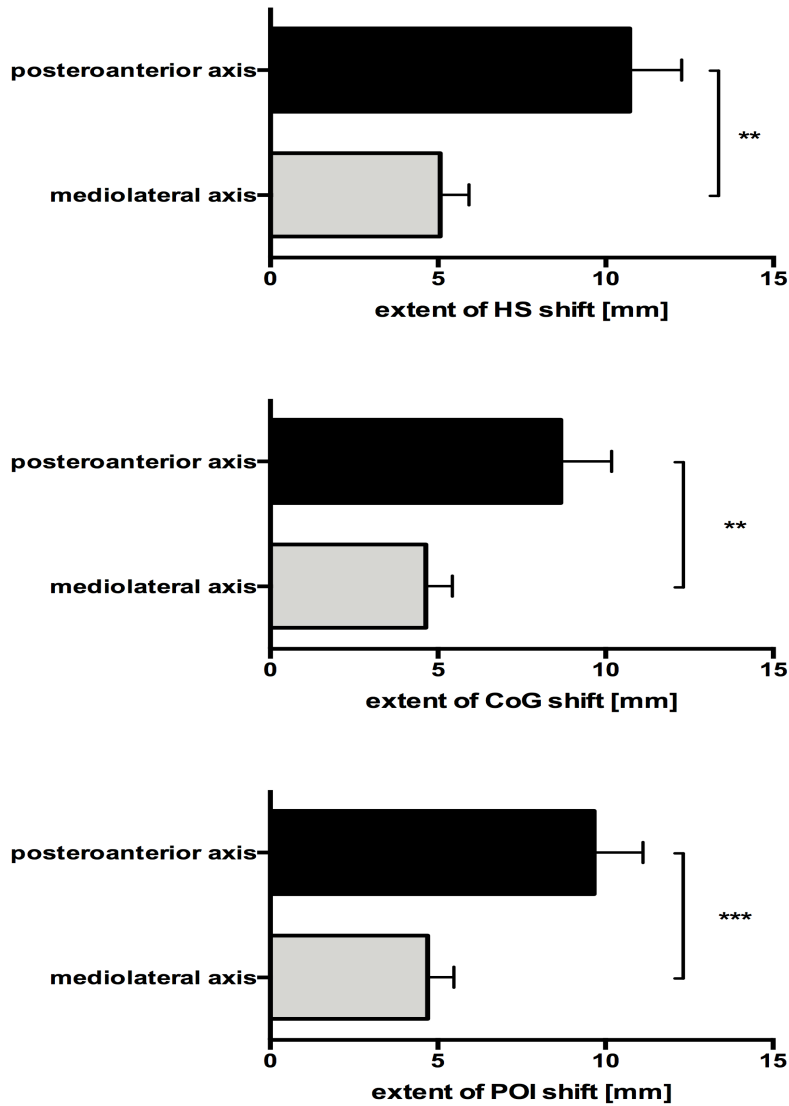 posteroanterior axis
**
mediolateral axis
0 5 10 15
extent of HS shift [mm]
posteroanterior axis
**
mediolateral axis
0 5 10 15
extent of CoG shift [mm]
posteroanterior axis
***
mediolateral axis
0 5 10 15
extent of POI shift [mm]